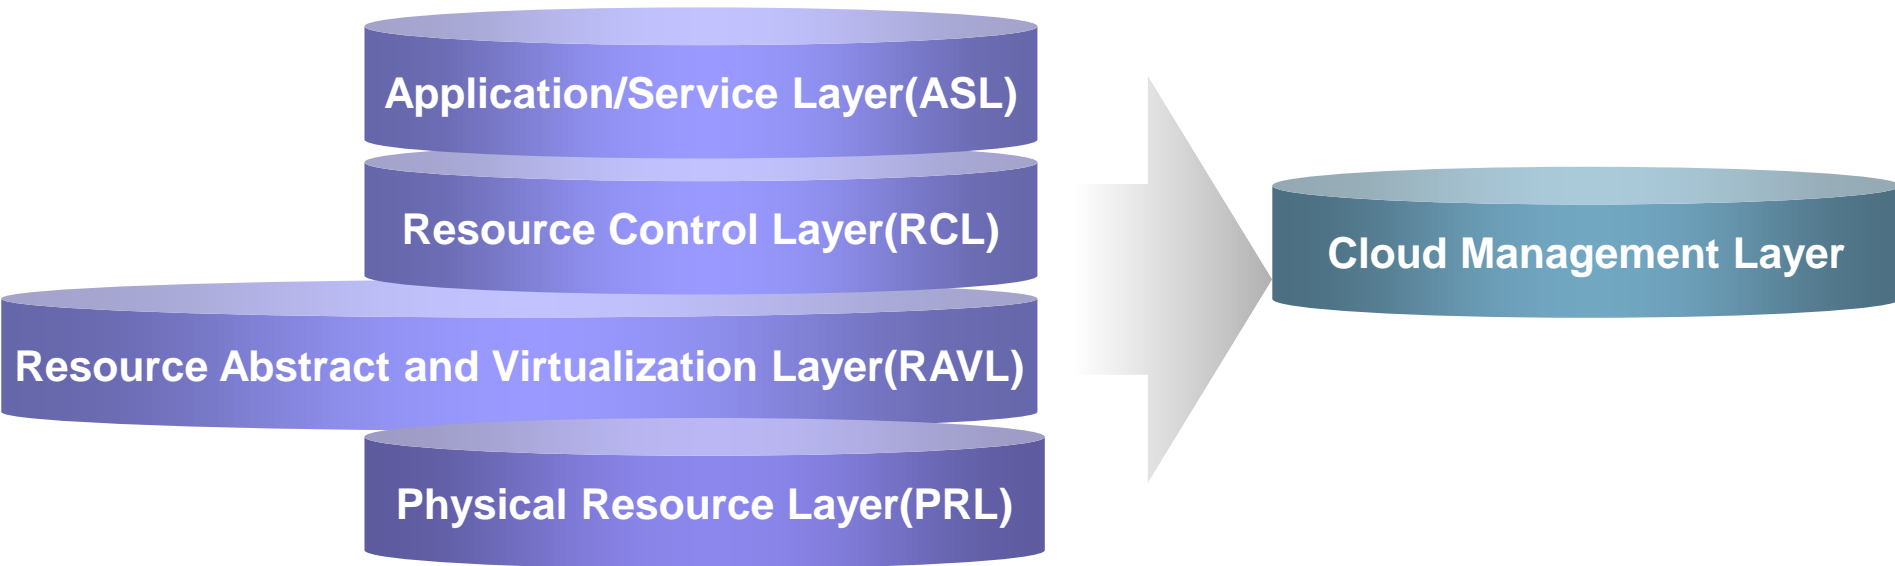 Application/Service Layer(ASL)
Resource Control Layer(RCL)
Resource Abstract and Virtualization Layer(RAVL)
Physical Resource Layer(PRL)
Cloud Management Layer